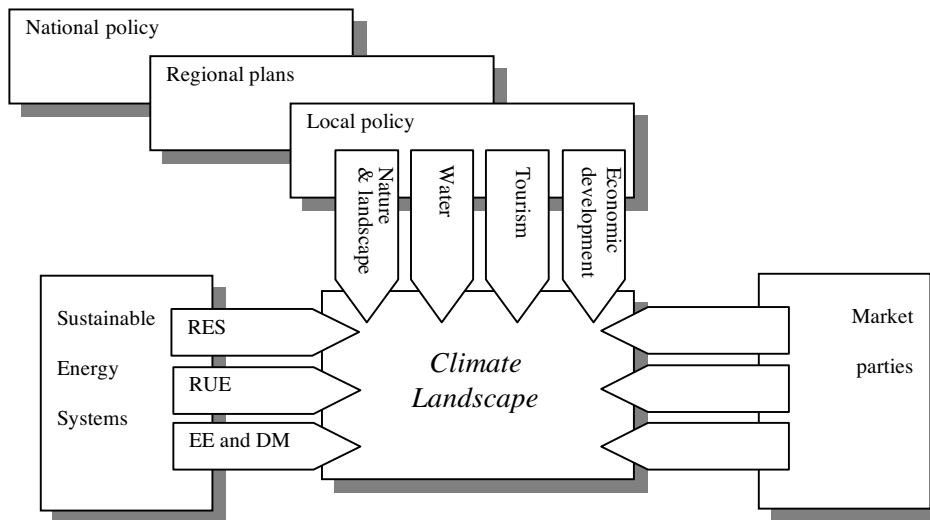 National policy
Regional plans
Local policy
Nature
& landscape
Water
Tourism
Economic
development
Sustainable
Energy
Systems
RES
RUE
EE and DM
Climate
Landscape
Market
parties